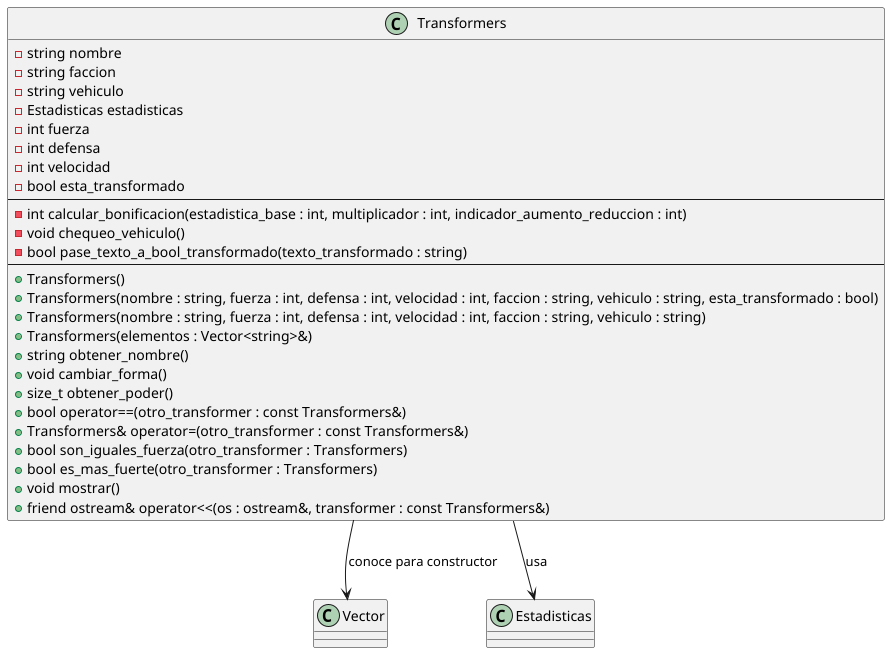 C Transformers
string nombre
string faccion
string vehiculo
Estadisticas estadisticas
int fuerza
int defensa
int velocidad
bool esta_transformado
int calcular_bonificacion(estadistica_base : int, multiplicador : int, indicador_aumento_reduccion : int)
void chequeo_vehiculo()
bool pase_texto_a_bool_transformado(texto_transformado : string)
Transformers()
Transformers(nombre : string, fuerza : int, defensa : int, velocidad : int, faccion : string, vehiculo : string, esta_transformado : bool)
Transformers(nombre : string, fuerza : int, defensa : int, velocidad : int, faccion : string, vehiculo : string)
Transformers(elementos : Vector<string>&)
string obtener_nombre()
void cambiar_forma()
size_t obtener_poder()
bool operator==(otro_transformer : const Transformers&)
Transformers& operator=(otro_transformer : const Transformers&)
bool son_iguales_fuerza(otro_transformer : Transformers)
bool es_mas_fuerte(otro_transformer : Transformers)
void mostrar()
friend ostream& operator<<(os : ostream&, transformer : const Transformers&)
conoce para constructor
usa
C Vector
C Estadisticas